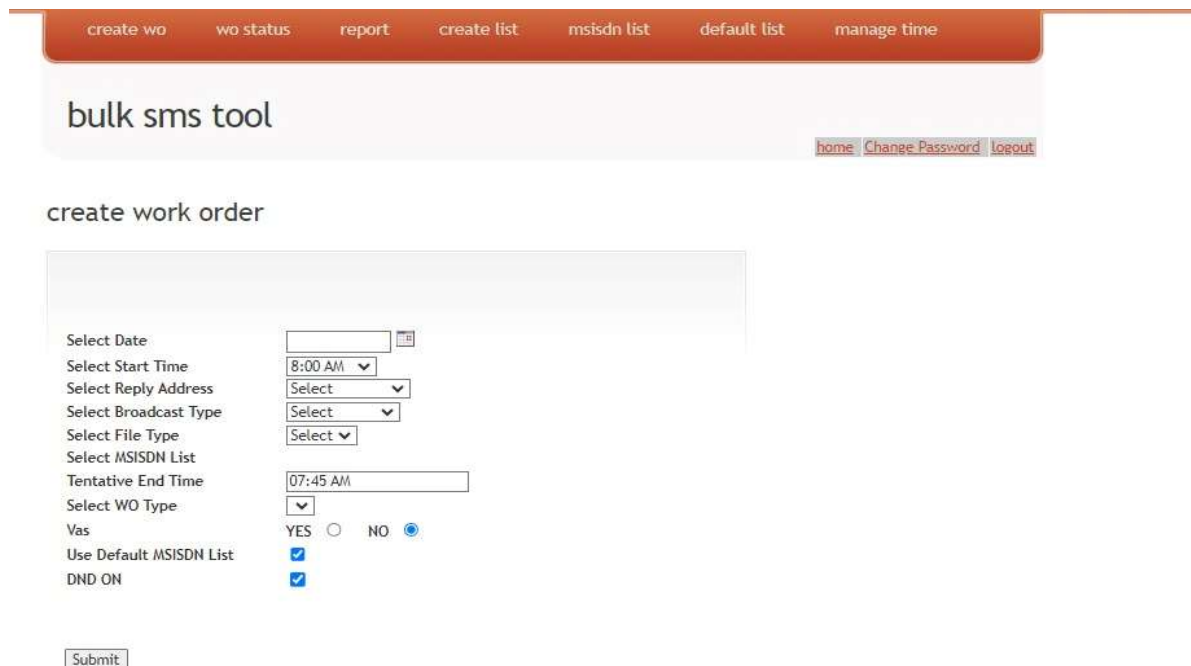 create wo wo status report create list msisdn list default list manage time
bulk sms tool
home Change Password logout
create work order
Select Date
Select Start Time 8:00 AM
Select Reply Address Select
Select Broadcast Type Select
Select File Type Select
Select MSISDN List
Tentative End Time 07:45 AM
Select WO Type
Vas YES NO
Use Default MSISDN List
DND ON
Submit